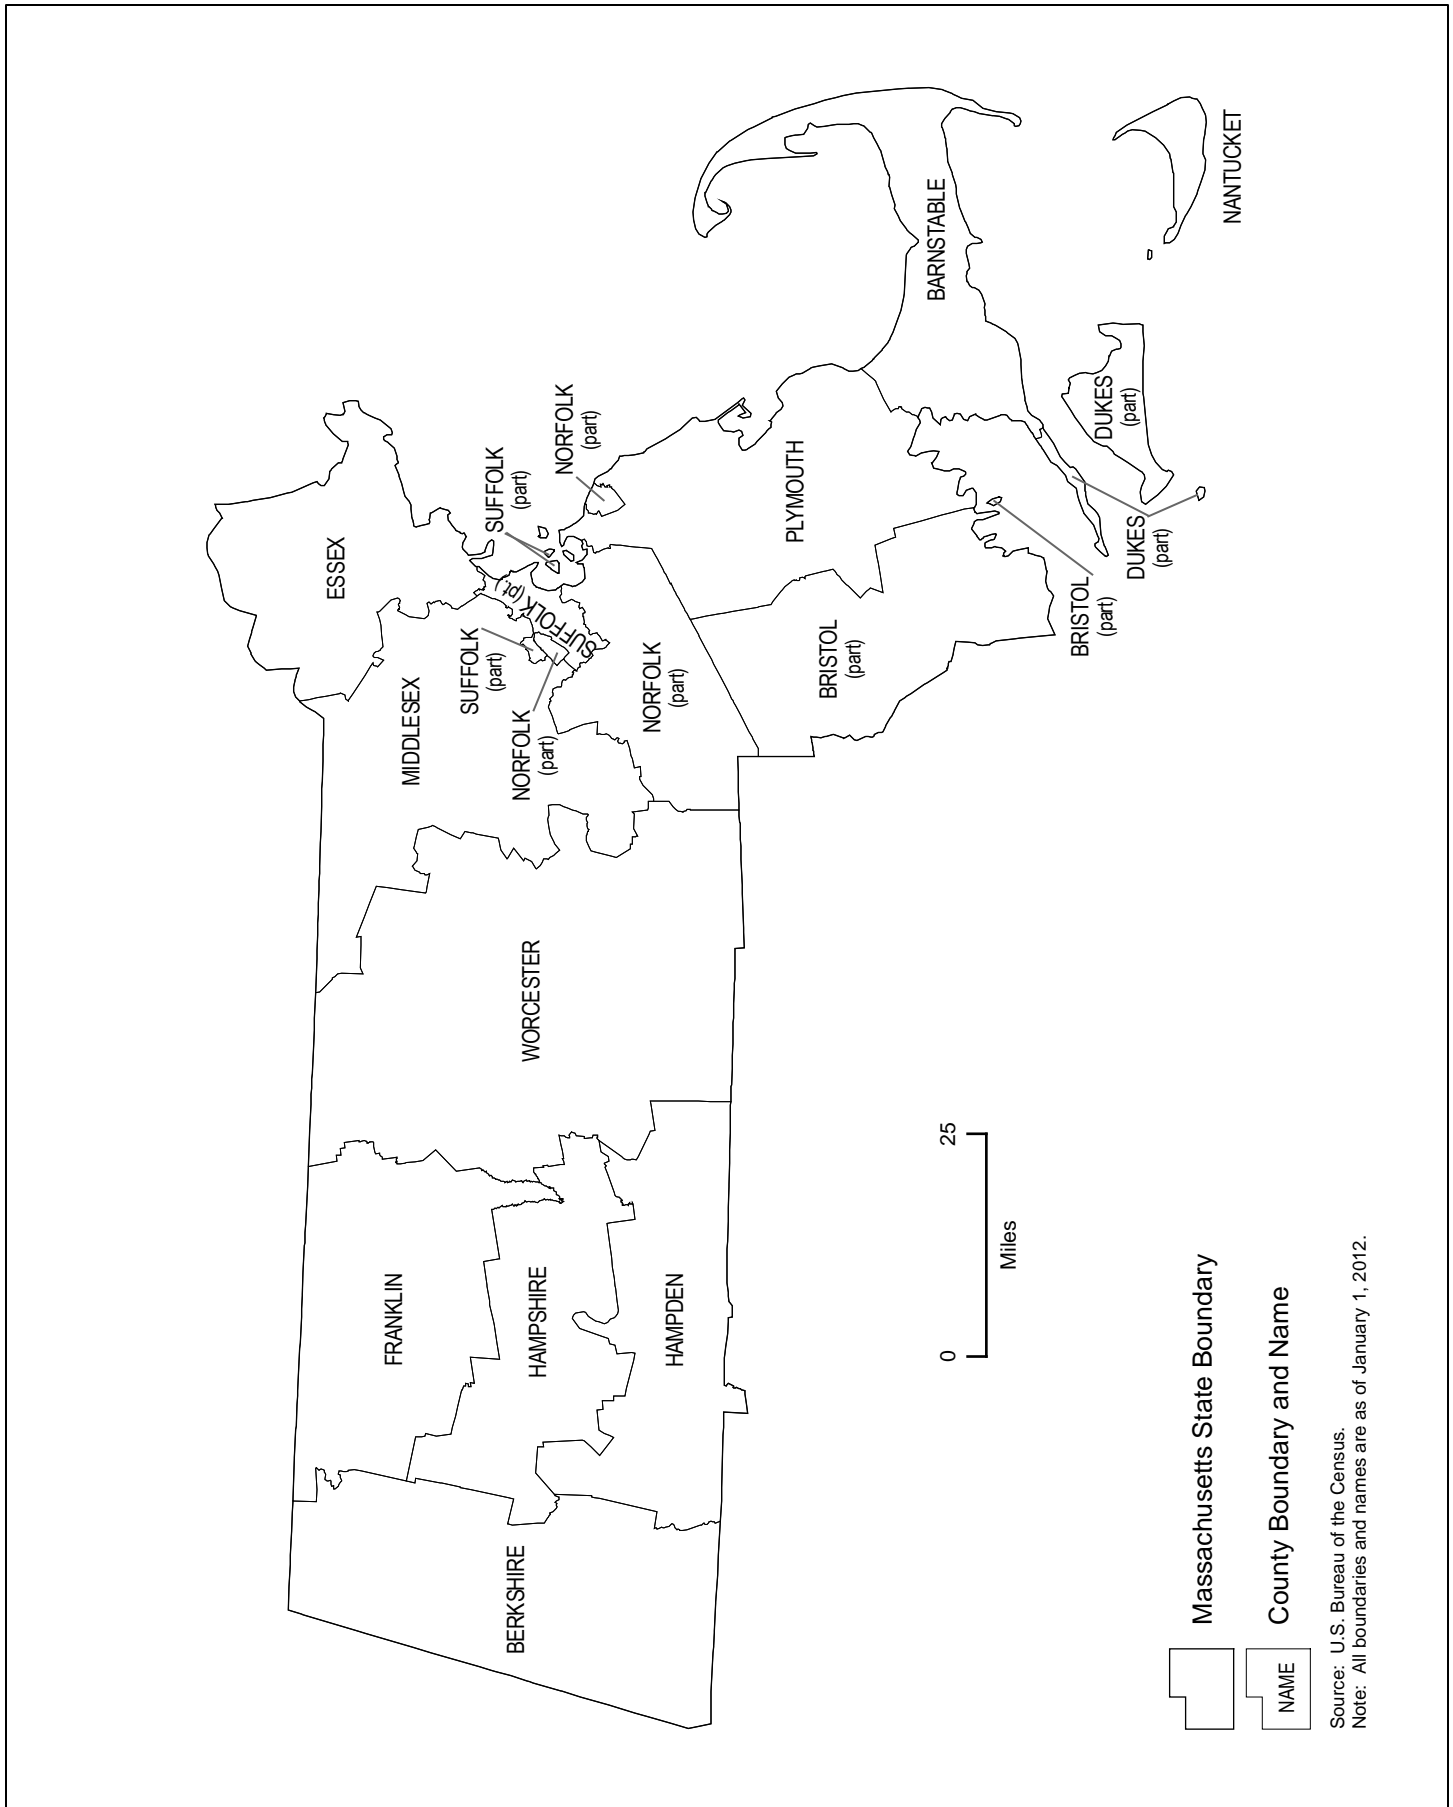 ESSEX
MIDDLESEX
SUFFOLK
(part)
NORFOLK
(part)
SUFFOLK (pt.)
SUFFOLK
(part)
NORFOLK
(part)
NORFOLK
(part)
FRANKLIN
WORCESTER
BERKSHIRE
HAMPSHIRE
HAMPDEN
PLYMOUTH
BRISTOL
(part)
BRISTOL
(part)
BARNSTABLE
DUKES
(part)
DUKES
(part)
NANTUCKET
0 25
Miles
Massachusetts State Boundary
NAME County Boundary and Name
Source: U.S. Bureau of the Census.
Note: All boundaries and names are as of January 1, 2012.